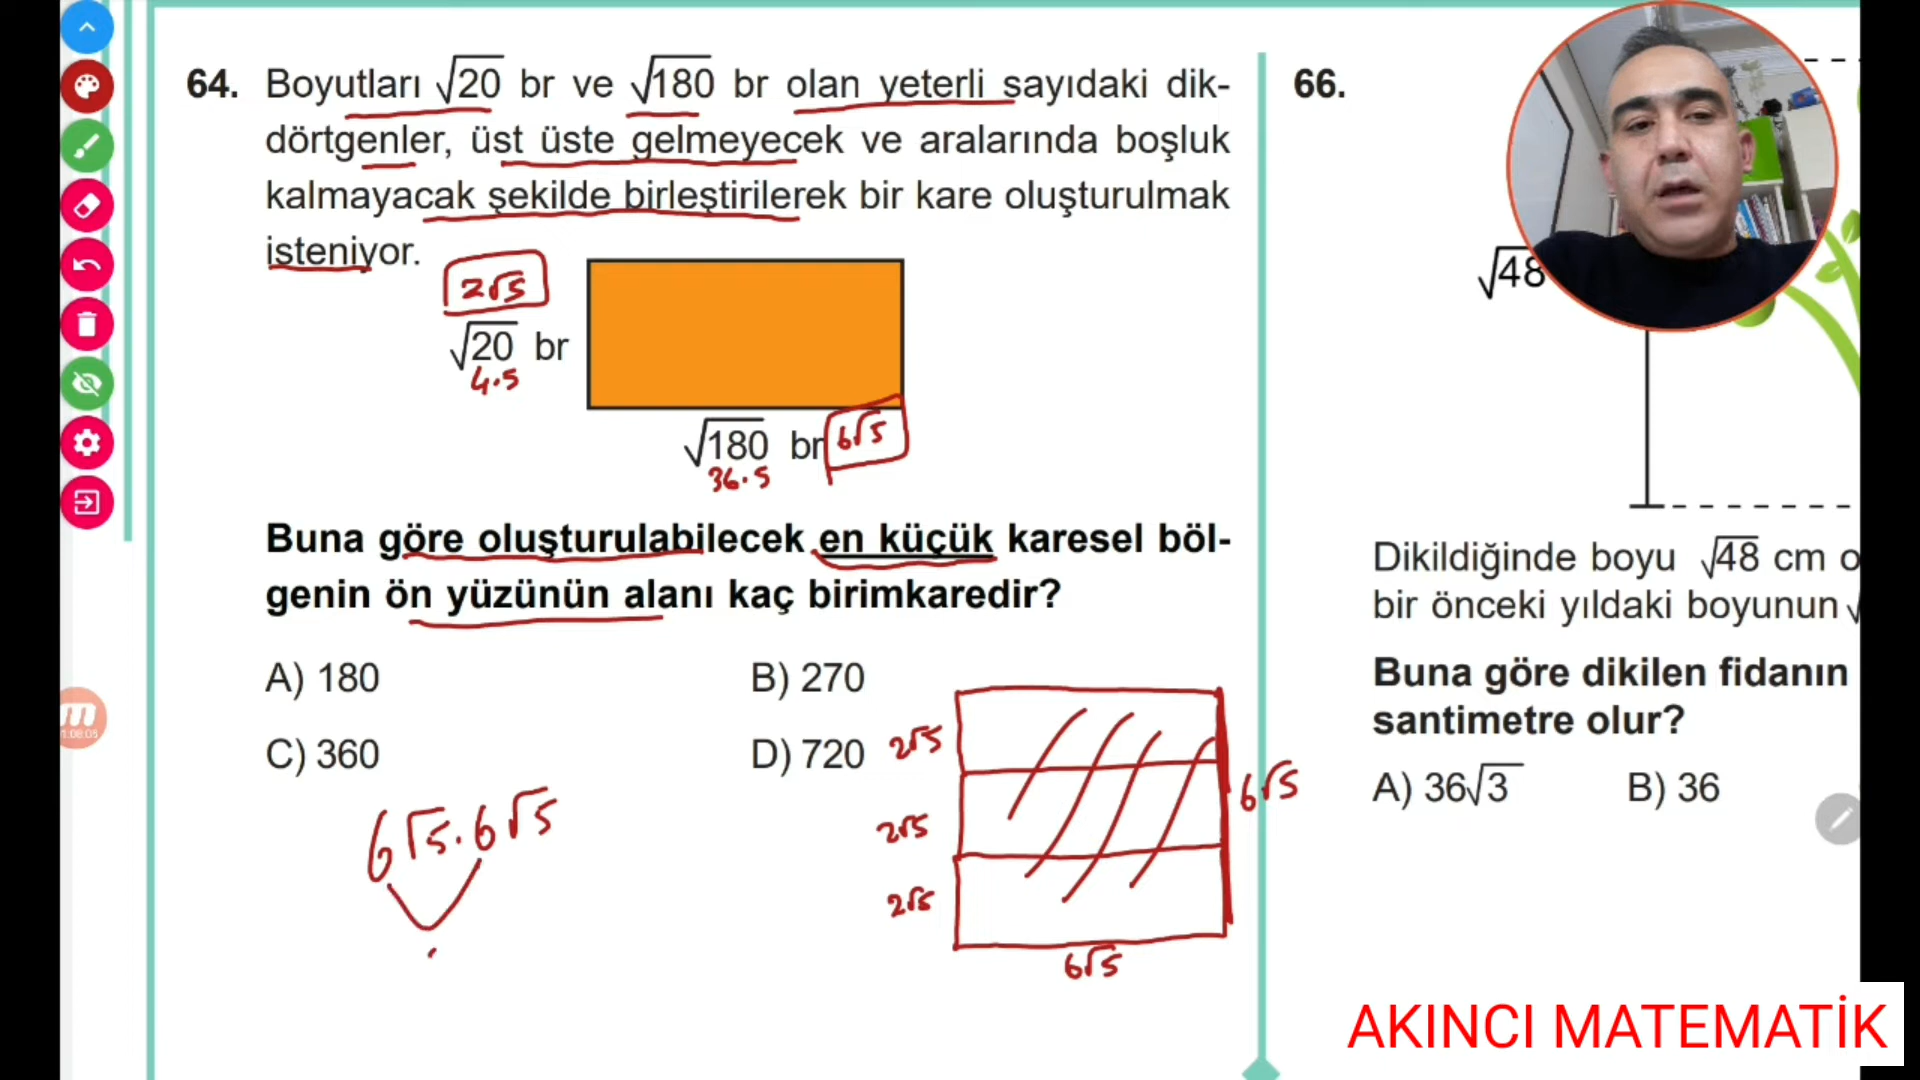 64. Boyutları √20 br ve √180 br olan yeterli sayıdaki dik-
dörtgenler, üst üste gelmeyecek ve aralarında boşluk
kalmayacak şekilde birleştirilerek bir kare oluşturulmak
isteniyor.
2√5
√20 br
4.5
√180 br
6√5
36.5
Buna göre oluşturulabilecek en küçük karesel böl-
genin ön yüzünün alanı kaç birimkaredir?
A) 180
B) 270
C) 360
D) 720
6√5.6√5
2√5
2√5
2√5
6√5
6√5
66.
√48
Dikildiğinde boyu √48 cm o
bir önceki yıldaki boyunun √
Buna göre dikilen fidanın
santimetre olur?
A) 36√3
B) 36
AKINCI MATEMATİK